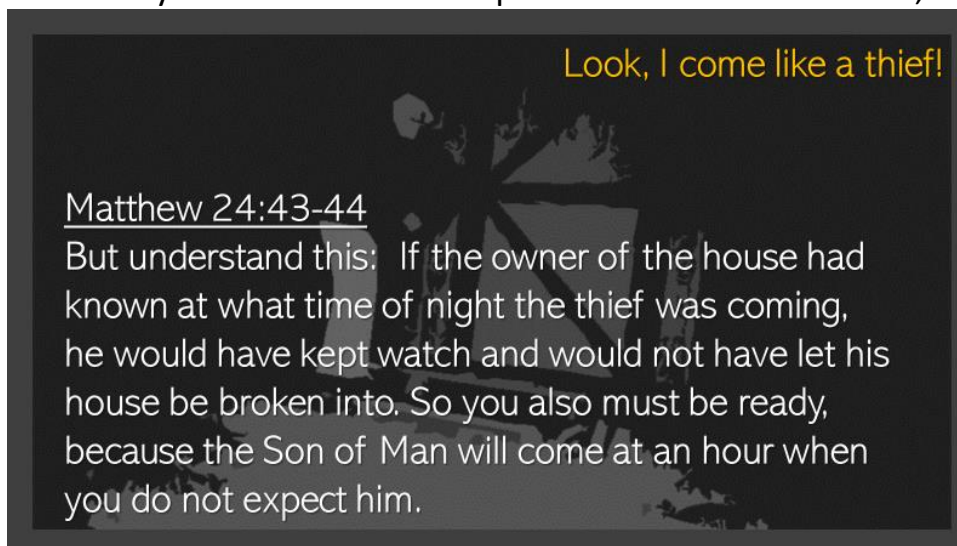 Look, I come like a thief!
Matthew 24:43-44
But understand this:  If the owner of the house had
known at what time of night the thief was coming,
he would have kept watch and would not have let his
house be broken into. So you also must be ready,
because the Son of Man will come at an hour when
you do not expect him.